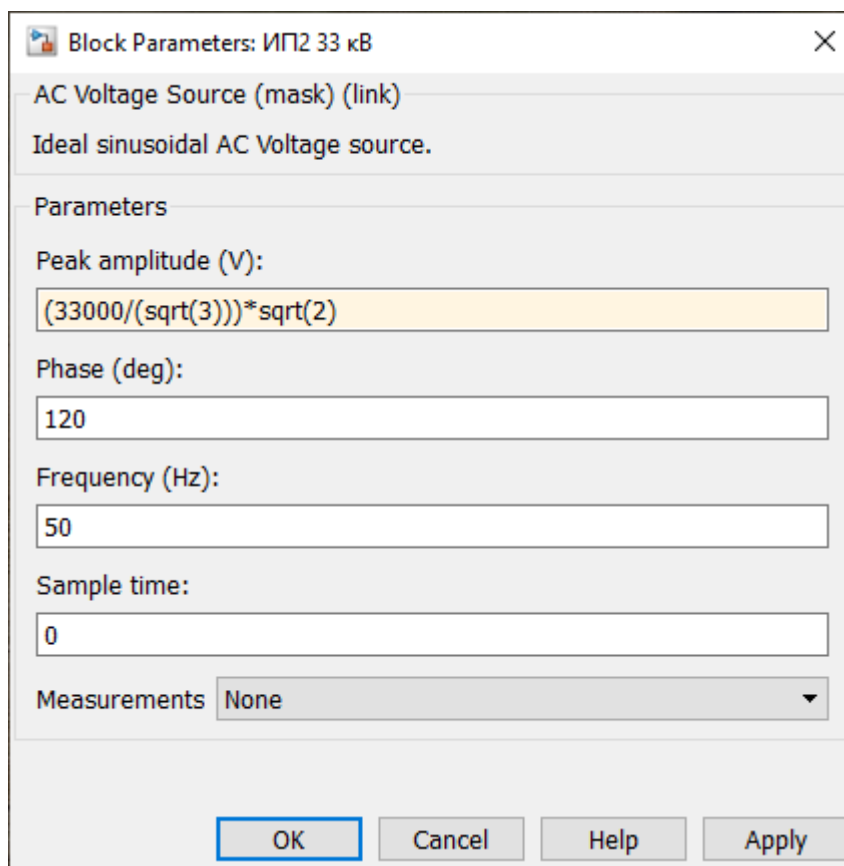 Block Parameters: ИП2 33 кВ
AC Voltage Source (mask) (link)
Ideal sinusoidal AC Voltage source.
Parameters
Peak amplitude (V):
(33000/(sqrt(3)))*sqrt(2)
Phase (deg):
120
Frequency (Hz):
50
Sample time:
0
Measurements None
OK Cancel Help Apply